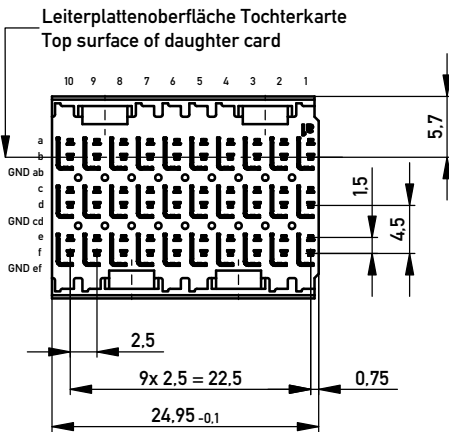 Leiterplattenoberfläche Tochterkarte
Top surface of daughter card
10 9 8 7 6 5 4 3 2 1
a
b
GND ab
c
d
GND cd
e
f
GND ef
5,7
1,5
4,5
2,5
9x 2,5 = 22,5
0,75
24,95 -0,1